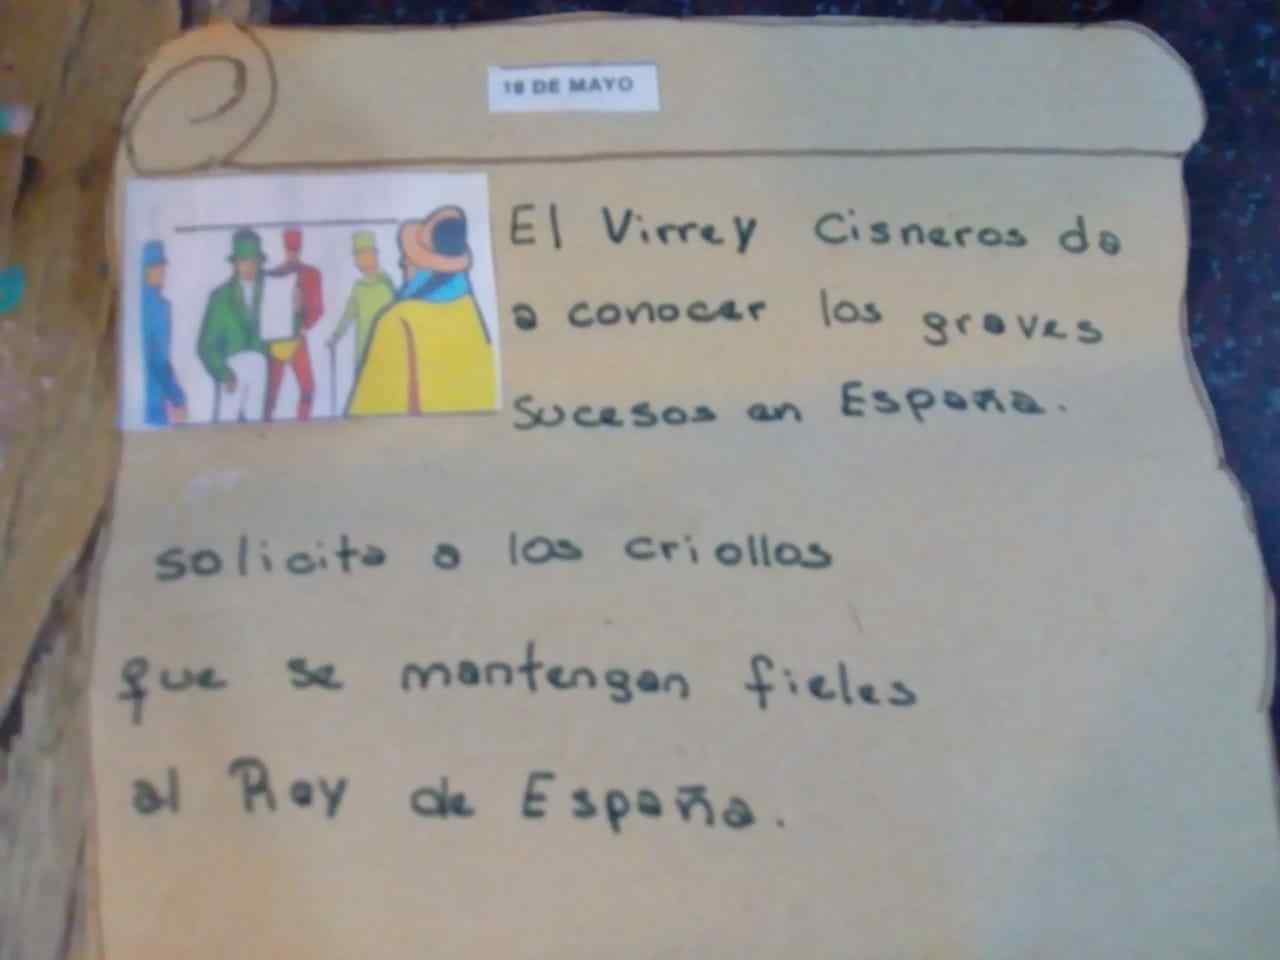 18 DE MAYO
El Virrey Cisneros da
a conocer los graves
sucesos en España.
solicita a los criollos
que se mantengan fieles
al Rey de España.